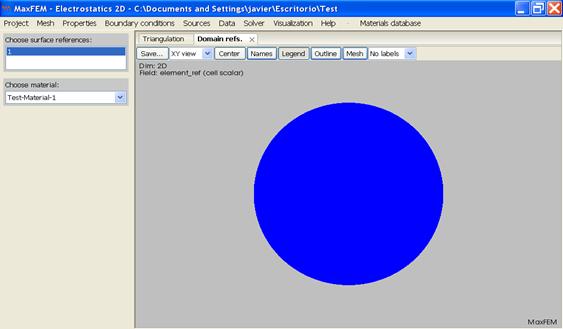 MaxFEM - Electrostatics 2D - C:\Documents and Settings\javier\Escritorio\Test
Project Mesh Properties Boundary conditions Sources Data Solver Visualization Help - Materials database
Choose surface references:
1
Choose material:
Test-Material-1
Triangulation Domain refs.
Save... XY view Center Names Legend Outline Mesh No labels
Dim: 2D
Field: element_ref (cell scalar)
MaxFEM